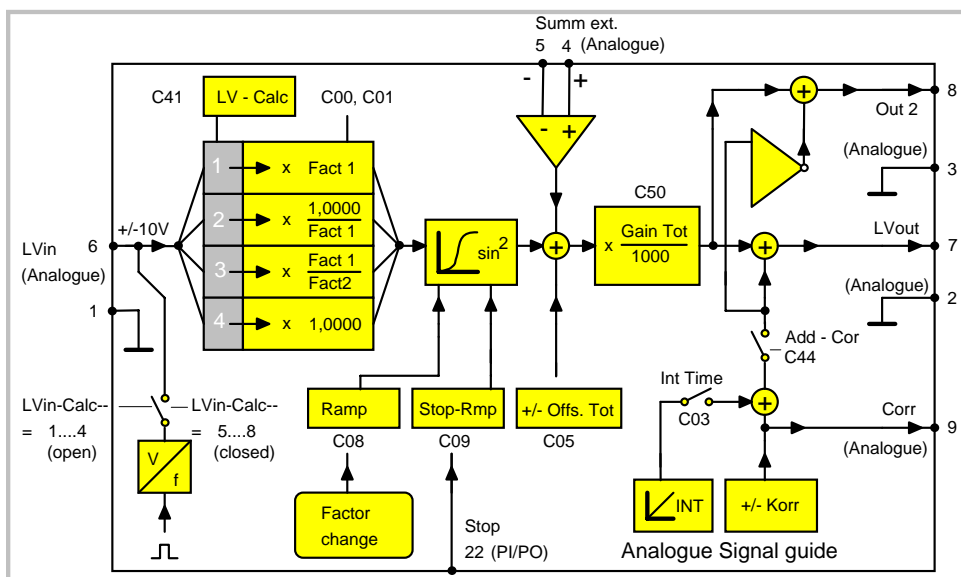 Summ ext.
5 4 (Analogue)
- +
C41
LV - Calc
C00, C01
1 x Fact 1
2 x 1,0000
Fact 1
3 x Fact 1
Fact2
4 x 1,0000
- +
sin2
+
C50
x Gain Tot
1000
+
+
8
Out 2
(Analogue)
3
LVout
7
(Analogue)
2
+/-10V
LVin
6
(Analogue)
1
LVin-Calc--
= 1....4
(open)
LVin-Calc--
= 5....8
(closed)
V
f
Ramp
C08
Stop-Rmp
C09
+/- Offs. Tot
C05
Factor
change
Stop
22 (PI/PO)
Add - Cor
C44
Int Time
C03
+
Corr
9
(Analogue)
INT
+/- Korr
Analogue Signal guide